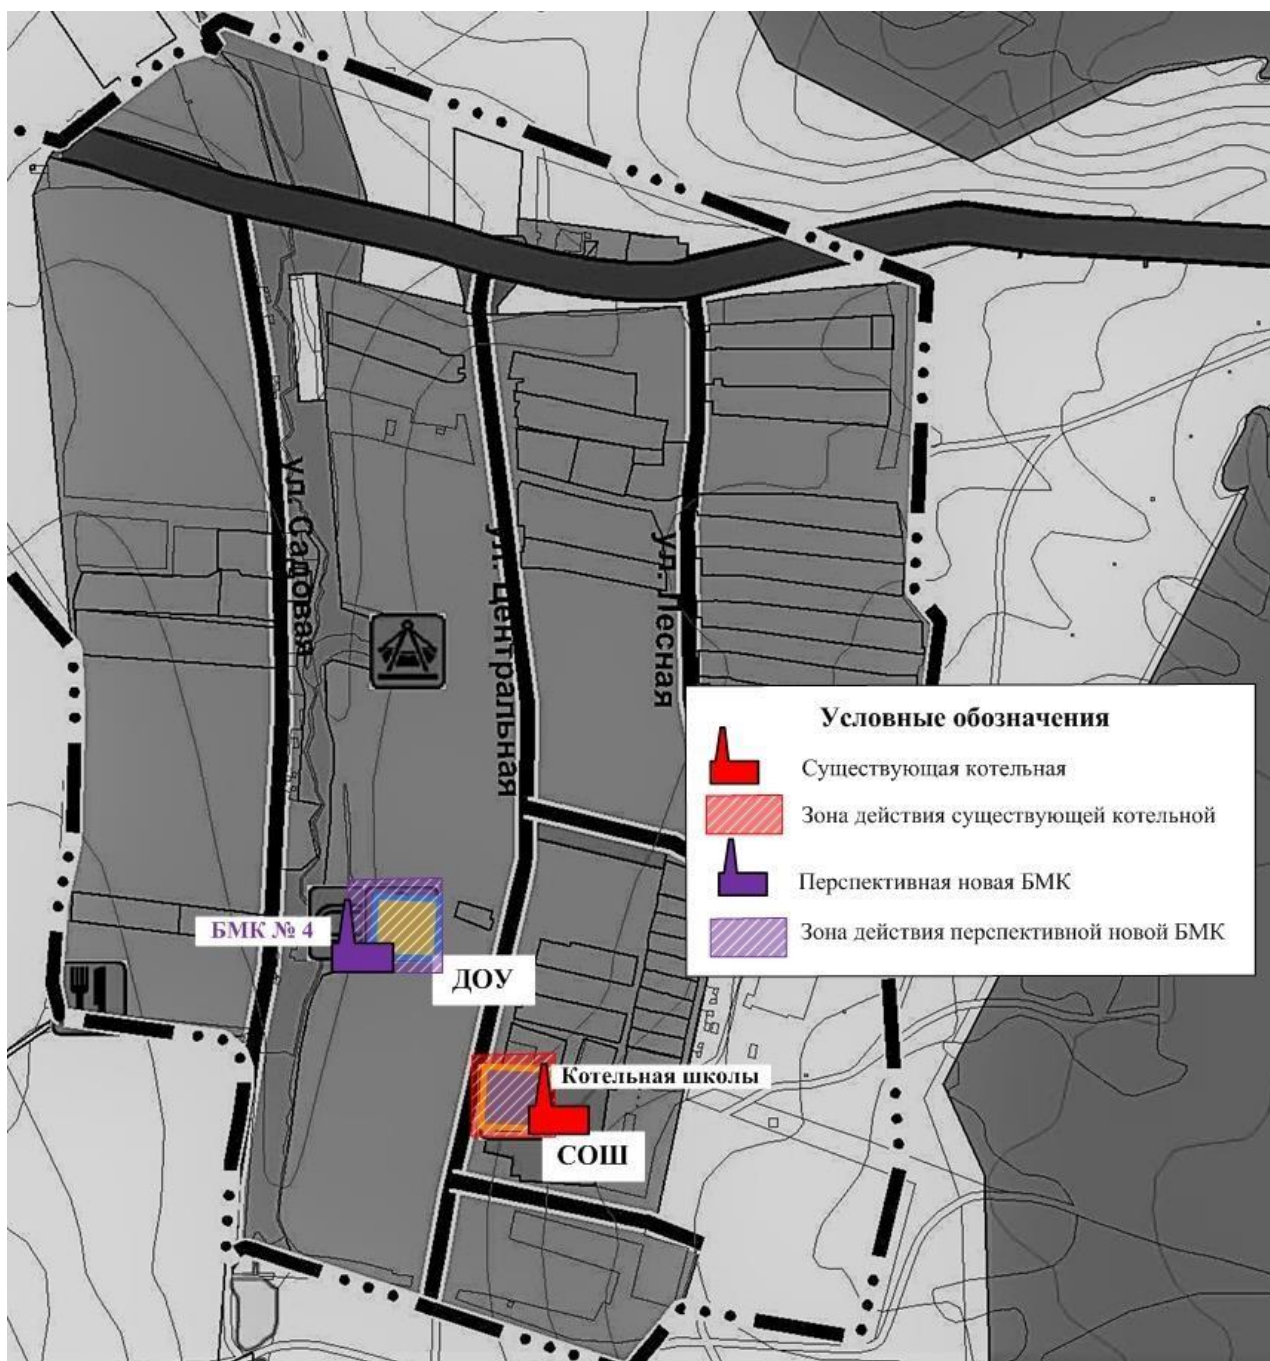 ул. Садовая
ул. Центральная
ул. Лесная
Условные обозначения
Существующая котельная
Зона действия существующей котельной
Перспективная новая БМК
Зона действия перспективной новой БМК
БМК № 4
ДОУ
Котельная школы
СОШ